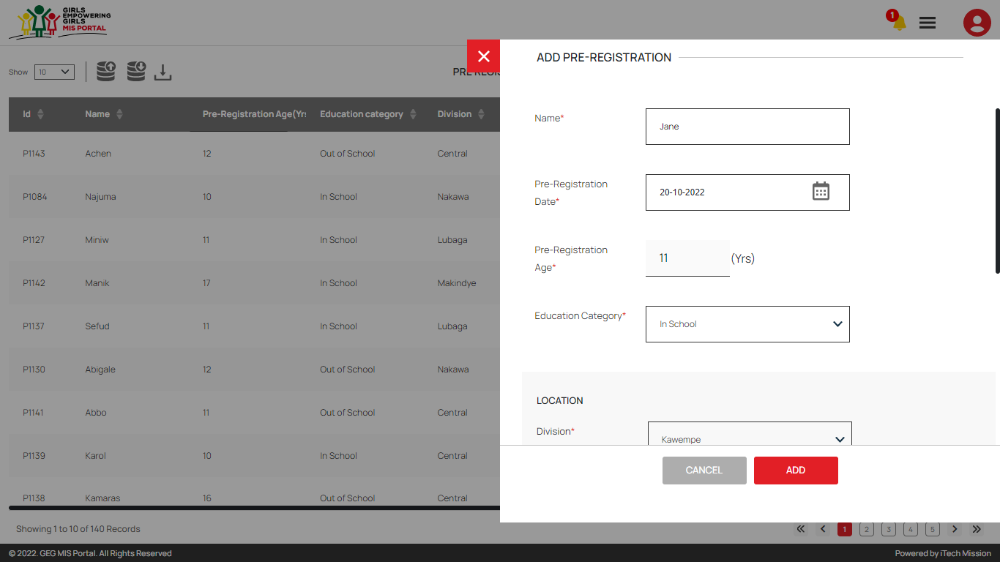 GIRLS
EMPOWERING
GIRLS
MIS PORTAL
1
Show 10
PRE REGIS
Id Name Pre-Registration Age(Yrs Education category Division
P1143 Achen 12 Out of School Central
P1084 Najuma 10 In School Nakawa
P1127 Miniw 11 In School Lubaga
P1142 Manik 17 In School Makindye
P1137 Sefud 11 In School Lubaga
P1130 Abigale 12 Out of School Nakawa
P1141 Abbo 11 Out of School Central
P1139 Karol 10 In School Central
P1138 Kamaras 16 Out of School Central
Showing 1 to 10 of 140 Records
ADD PRE-REGISTRATION
Name* Jane
Pre-Registration
Date* 20-10-2022
Pre-Registration
Age* 11 (Yrs)
Education Category* In School
LOCATION
Division* Kawempe
CANCEL ADD
« < 1 2 3 4 5 > »
© 2022. GEG MIS Portal. All Rights Reserved Powered by iTech Mission